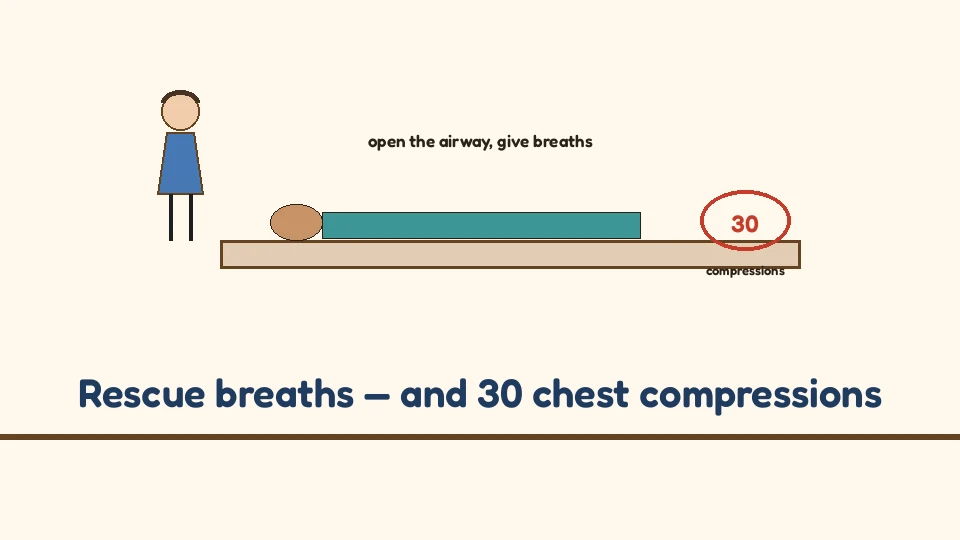 open the airway, give breaths
30
compressions
Rescue breaths — and 30 chest compressions